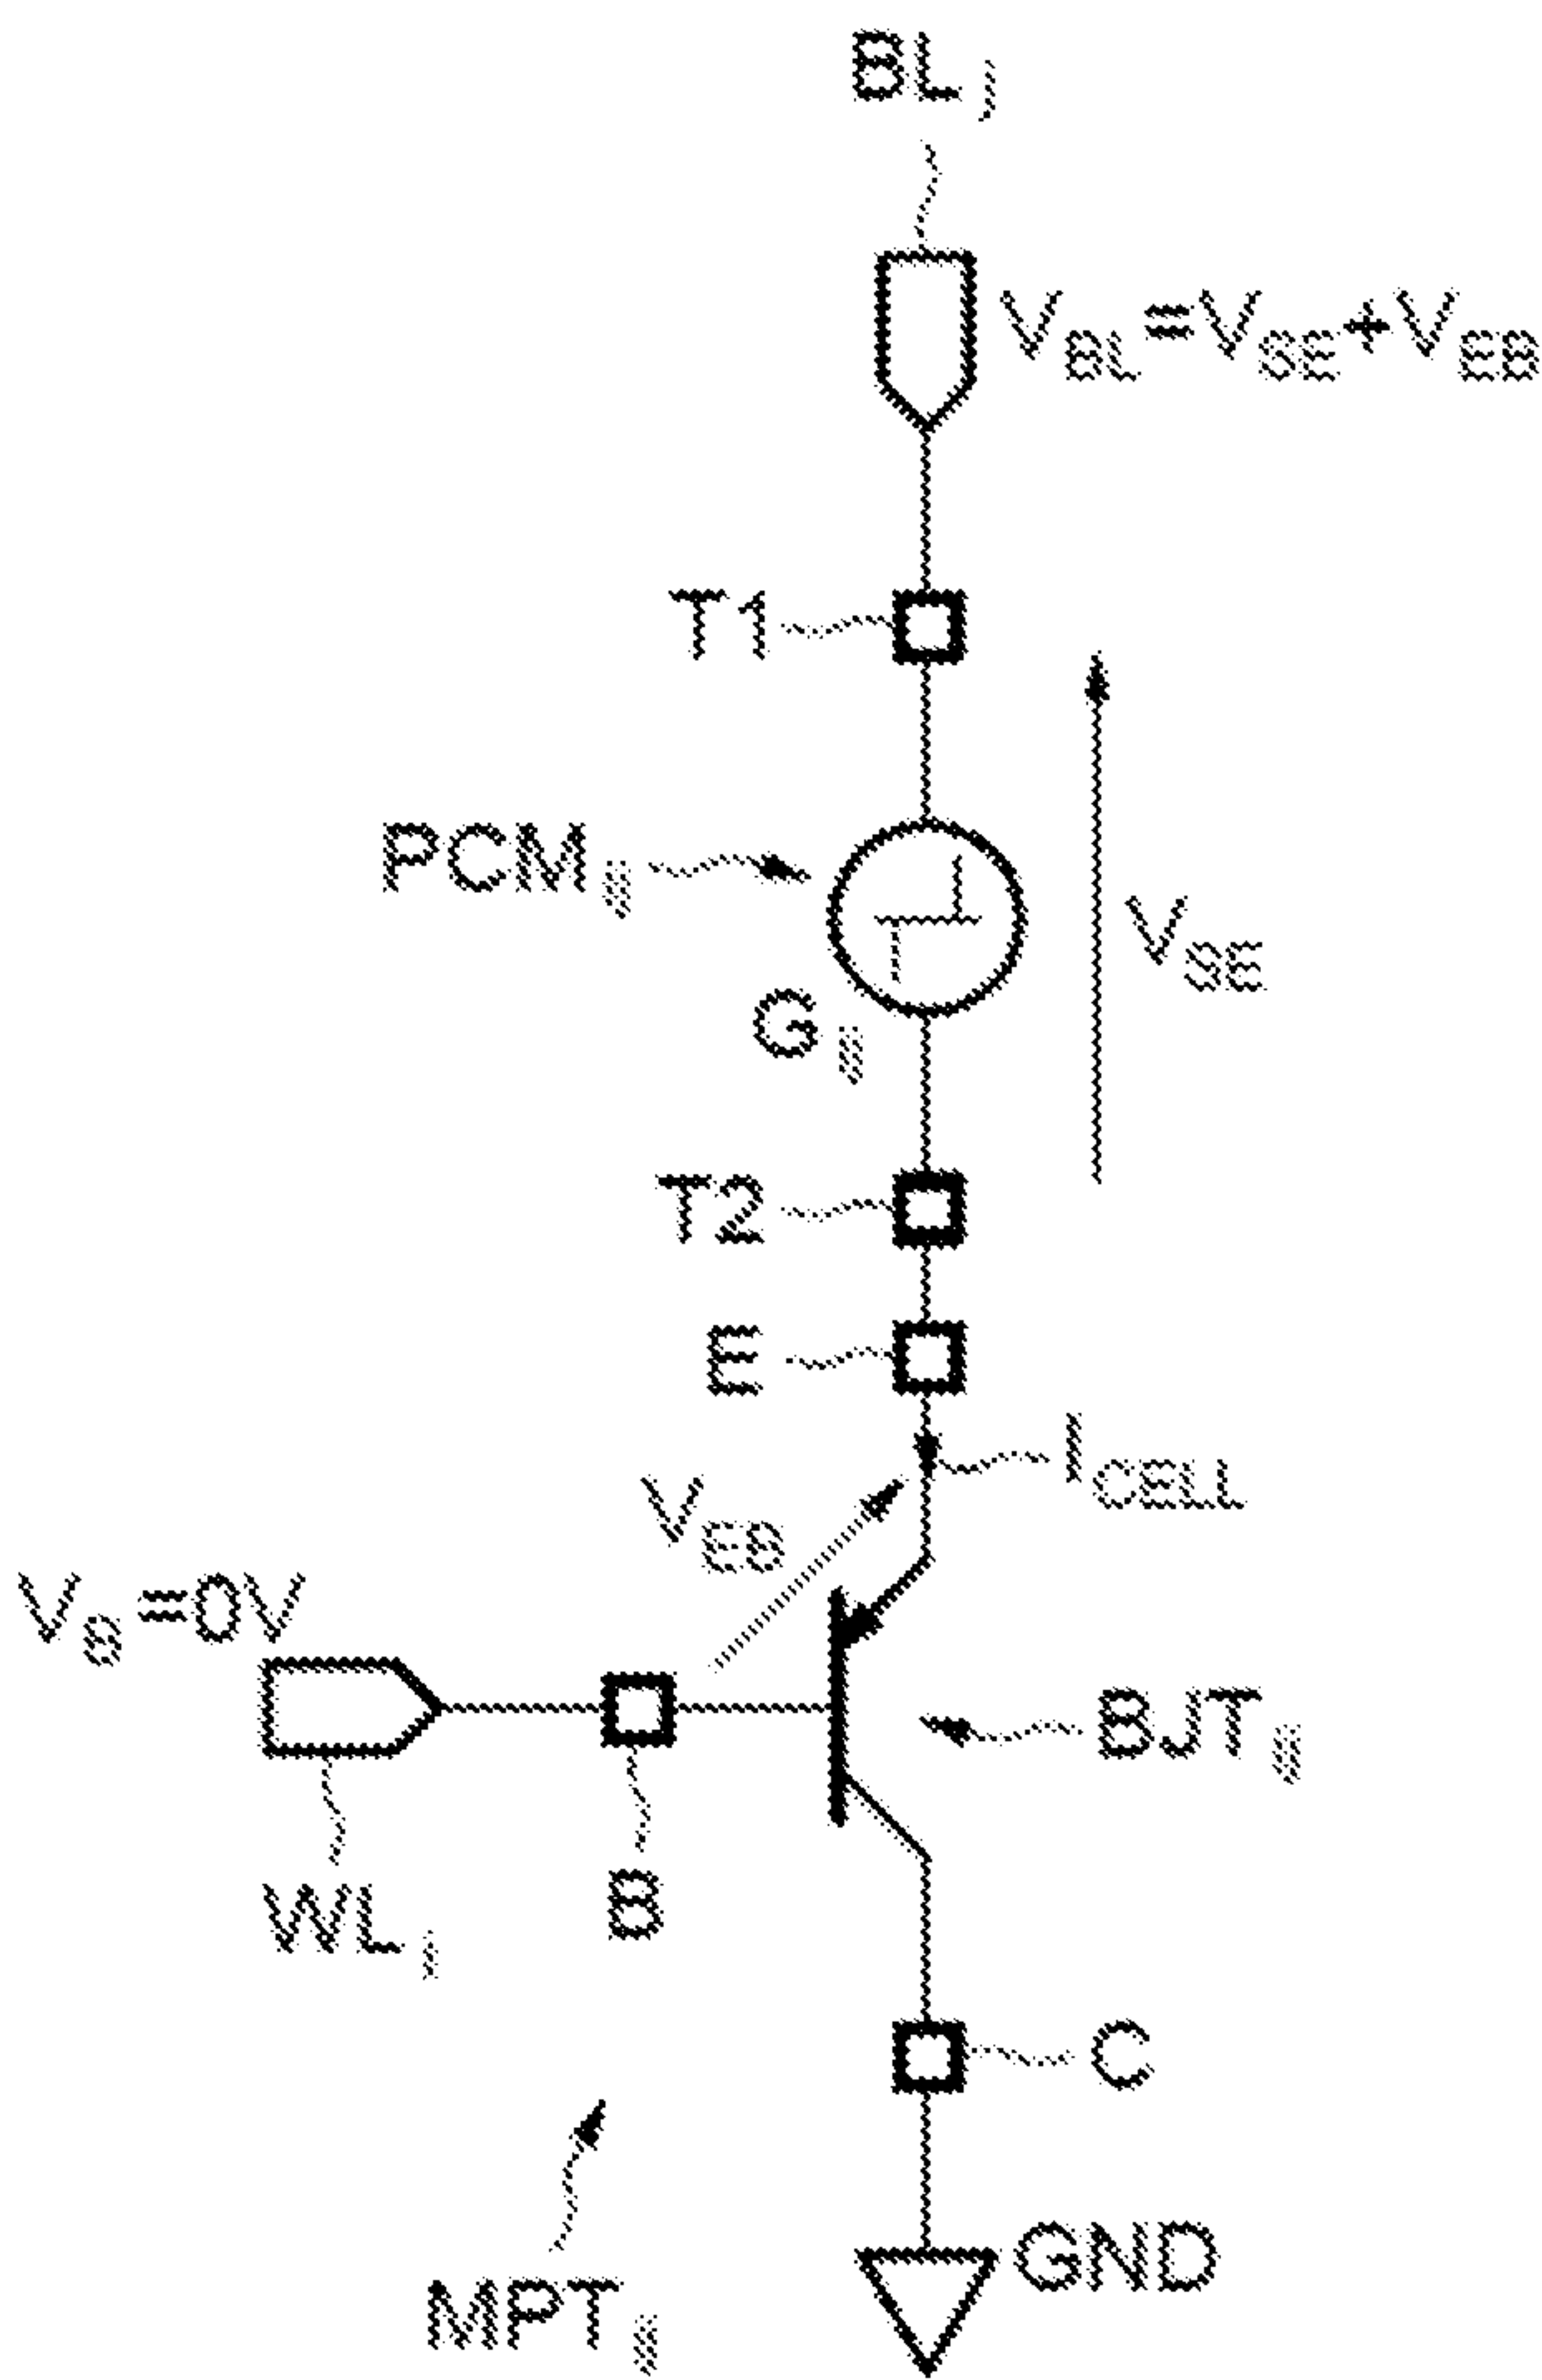 BLj
VBL=VSE+VEB
T1
PCMij
VSE
Gij
T2
E
ICELL
VEB
VB=0V
BJTij
WLi
B
C
MPTij
GND